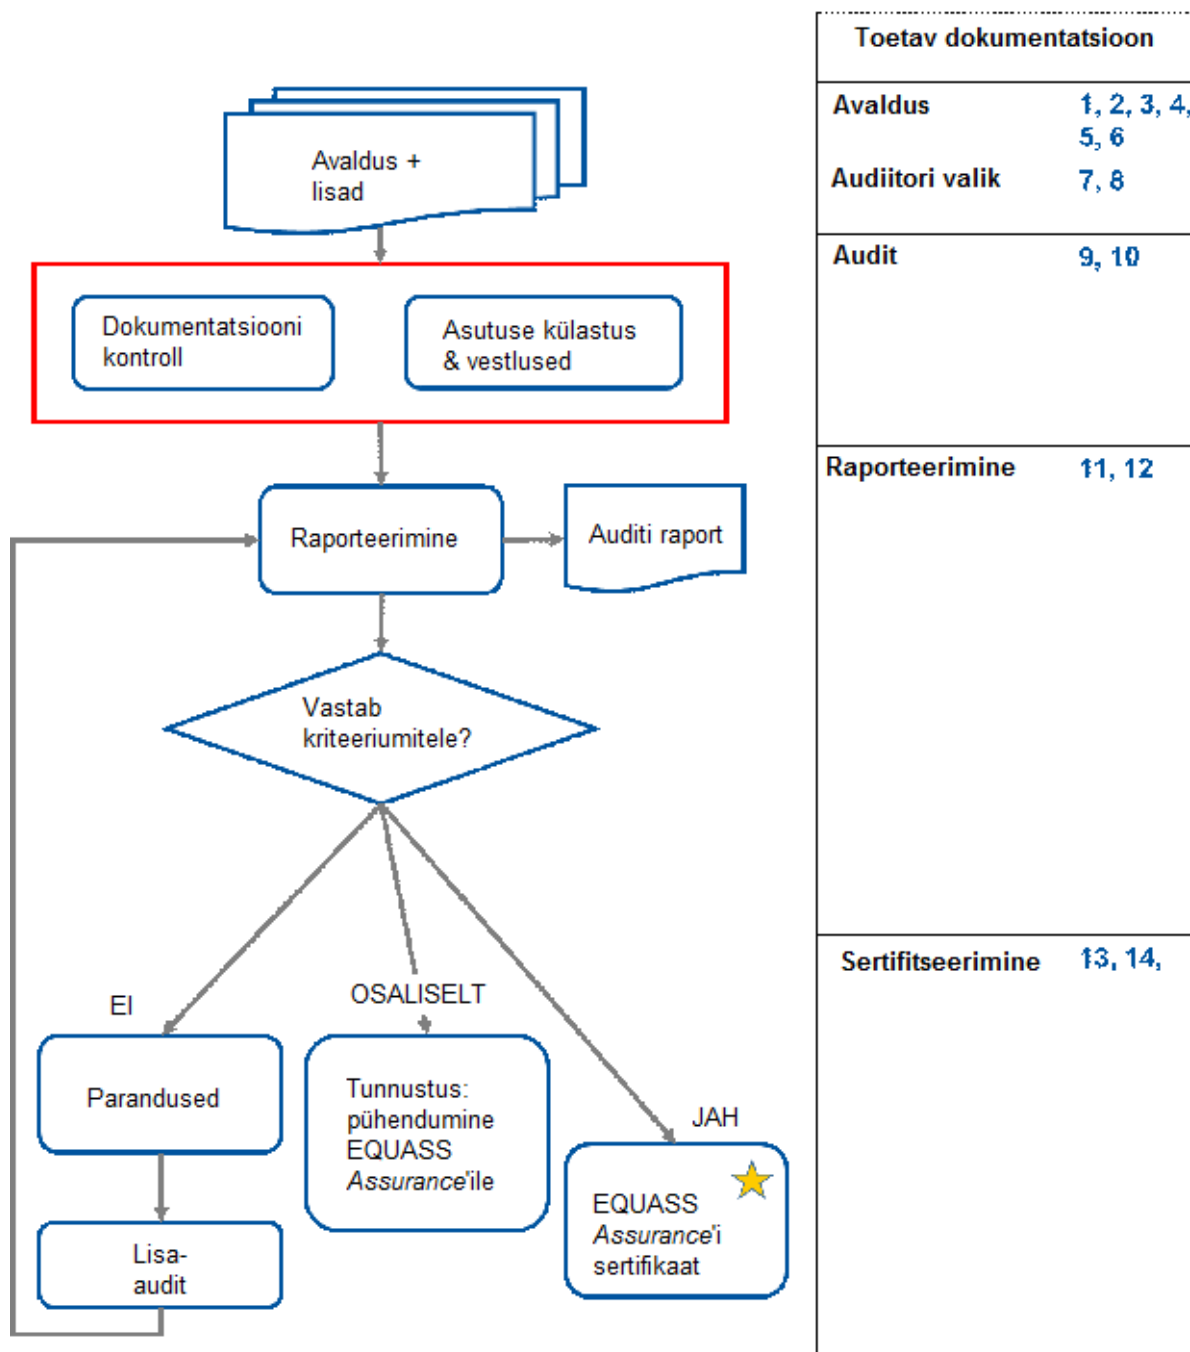 Toetav dokumentatsioon
Avaldus 1, 2, 3, 4,
5, 6
Audiitori valik 7, 8
Audit 9, 10
Raporteerimine 11, 12
Sertifitseerimine 13, 14,
Avaldus +
lisad
Dokumentatsiooni
kontroll
Asutuse külastus
& vestlused
Raporteerimine
Auditi raport
Vastab
kriteeriumitele?
EI
OSALISELT
JAH
Parandused
Tunnustus:
pühendumine
EQUASS
Assurance'ile
EQUASS
Assurance'i
sertifikaat
Lisa-
audit